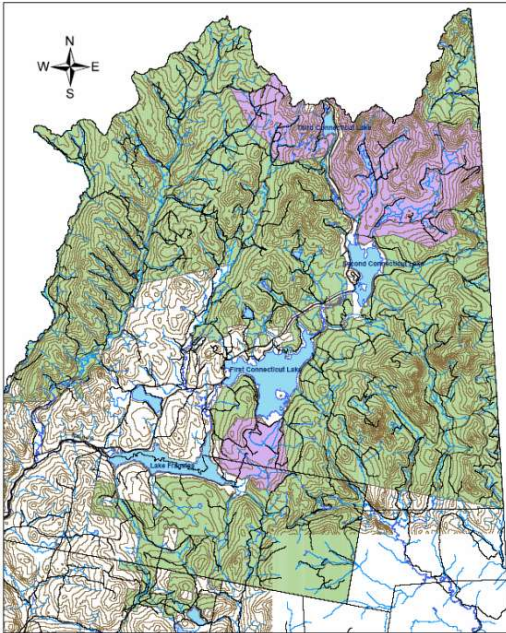 N
W E
S
Third Connecticut Lake
Second Connecticut Lake
First Connecticut Lake
Lake Francis